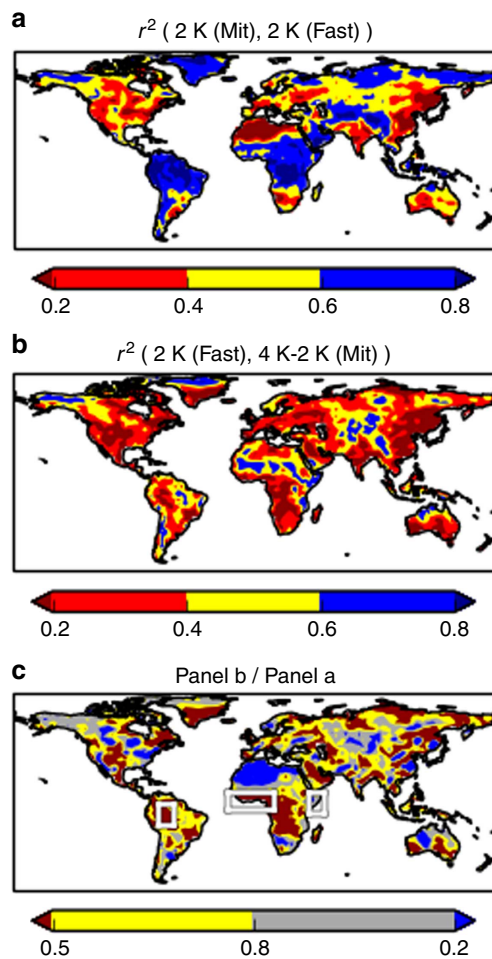 a
r² ( 2 K (Mit), 2 K (Fast) )
0.2 0.4 0.6 0.8
b
r² ( 2 K (Fast), 4 K-2 K (Mit) )
0.2 0.4 0.6 0.8
c
Panel b / Panel a
0.5 0.8 0.2